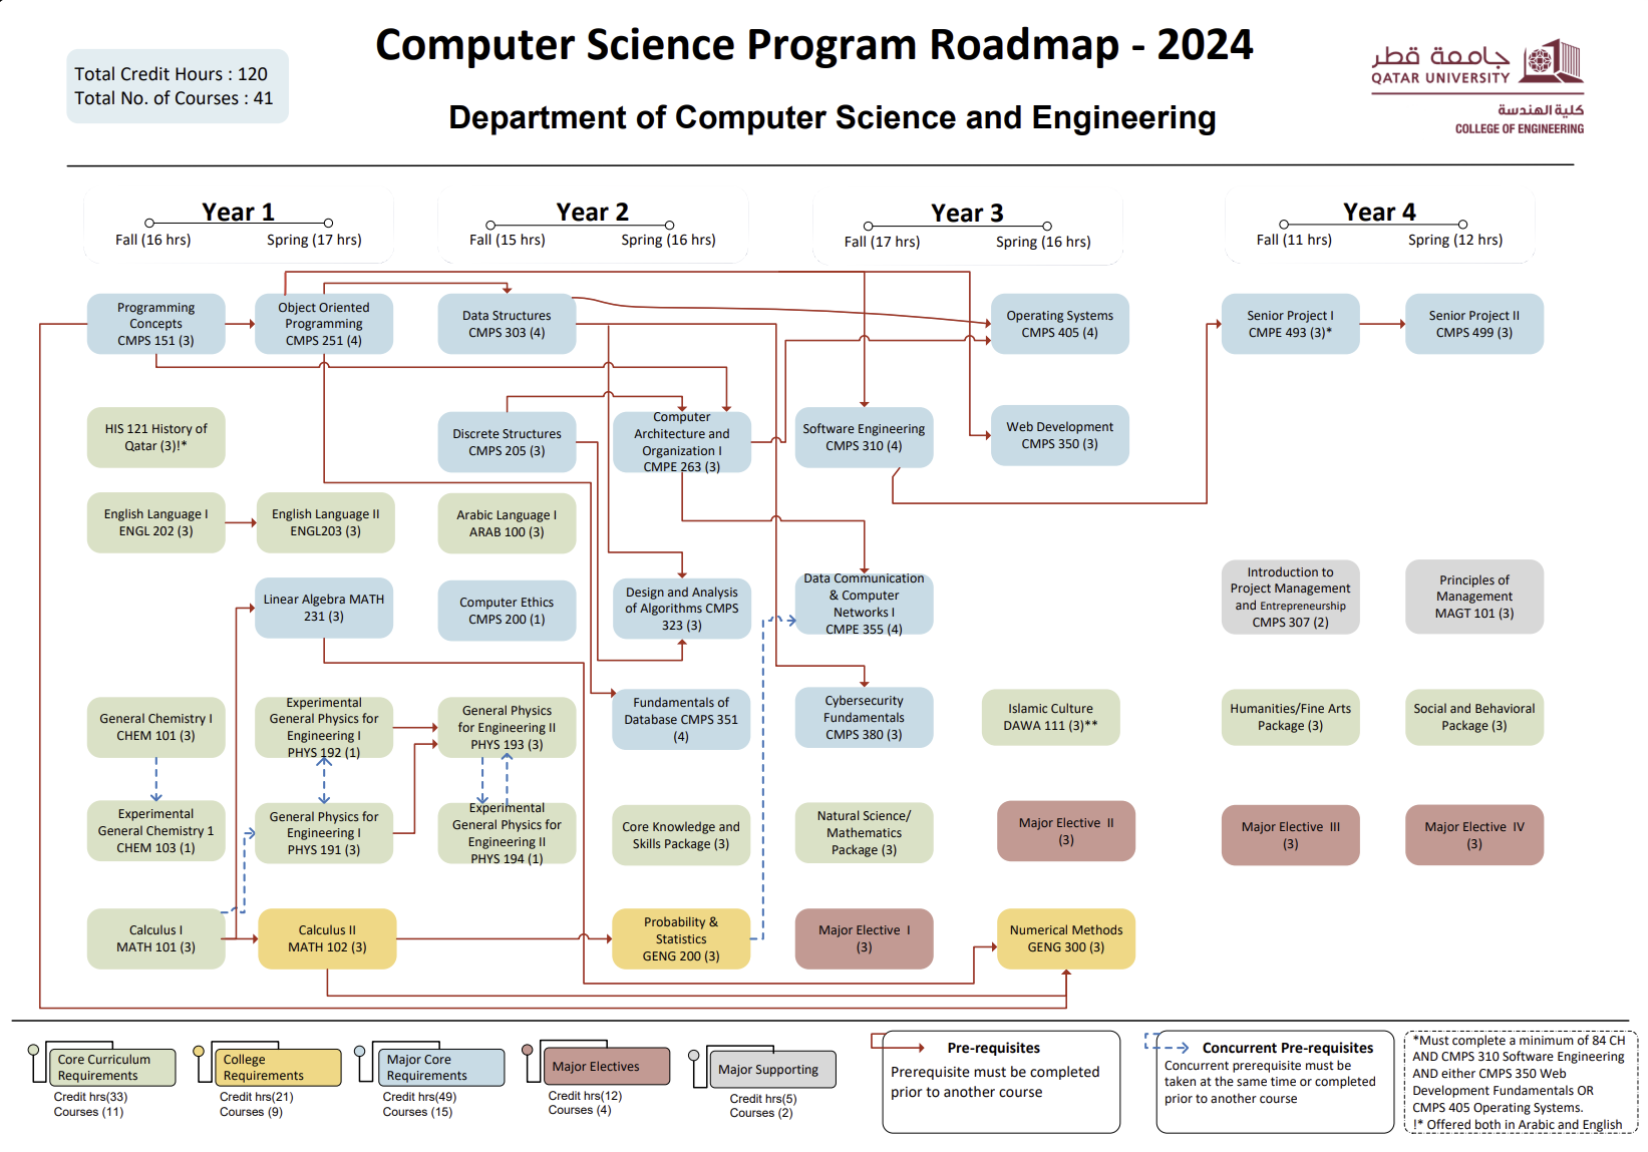 Computer Science Program Roadmap - 2024
Department of Computer Science and Engineering
Total Credit Hours : 120
Total No. of Courses : 41
جامعة قطر
QATAR UNIVERSITY
كلية الهندسة
COLLEGE OF ENGINEERING
Year 1
Fall (16 hrs)
Spring (17 hrs)
Year 2
Fall (15 hrs)
Spring (16 hrs)
Year 3
Fall (17 hrs)
Spring (16 hrs)
Year 4
Fall (11 hrs)
Spring (12 hrs)
Programming
Concepts
CMPS 151 (3)
Object Oriented
Programming
CMPS 251 (4)
Data Structures
CMPS 303 (4)
Operating Systems
CMPS 405 (4)
Senior Project I
CMPE 493 (3)*
Senior Project II
CMPS 499 (3)
HIS 121 History of
Qatar (3)!*
Discrete Structures
CMPS 205 (3)
Computer
Architecture and
Organization I
CMPE 263 (3)
Software Engineering
CMPS 310 (4)
Web Development
CMPS 350 (3)
English Language I
ENGL 202 (3)
English Language II
ENGL203 (3)
Arabic Language I
ARAB 100 (3)
Linear Algebra MATH
231 (3)
Computer Ethics
CMPS 200 (1)
Design and Analysis
of Algorithms CMPS
323 (3)
Data Communication
& Computer
Networks I
CMPE 355 (4)
Introduction to
Project Management
and Entrepreneurship
CMPS 307 (2)
Principles of
Management
MAGT 101 (3)
General Chemistry I
CHEM 101 (3)
Experimental
General Physics for
Engineering I
PHYS 192 (1)
General Physics
for Engineering II
PHYS 193 (3)
Fundamentals of
Database CMPS 351
(4)
Cybersecurity
Fundamentals
CMPS 380 (3)
Islamic Culture
DAWA 111 (3)**
Humanities/Fine Arts
Package (3)
Social and Behavioral
Package (3)
Experimental
General Chemistry 1
CHEM 103 (1)
General Physics for
Engineering I
PHYS 191 (3)
Experimental
General Physics for
Engineering II
PHYS 194 (1)
Core Knowledge and
Skills Package (3)
Natural Science/
Mathematics
Package (3)
Major Elective II
(3)
Major Elective III
(3)
Major Elective IV
(3)
Calculus I
MATH 101 (3)
Calculus II
MATH 102 (3)
Probability &
Statistics
GENG 200 (3)
Major Elective I
(3)
Numerical Methods
GENG 300 (3)
Core Curriculum
Requirements
Credit hrs(33)
Courses (11)
College
Requirements
Credit hrs(21)
Courses (9)
Major Core
Requirements
Credit hrs(49)
Courses (15)
Major Electives
Credit hrs(12)
Courses (4)
Major Supporting
Credit hrs(5)
Courses (2)
Pre-requisites
Prerequisite must be completed
prior to another course
Concurrent Pre-requisites
Concurrent prerequisite must be
taken at the same time or completed
prior to another course
*Must complete a minimum of 84 CH
AND CMPS 310 Software Engineering
AND either CMPS 350 Web
Development Fundamentals OR
CMPS 405 Operating Systems.
!* Offered both in Arabic and English